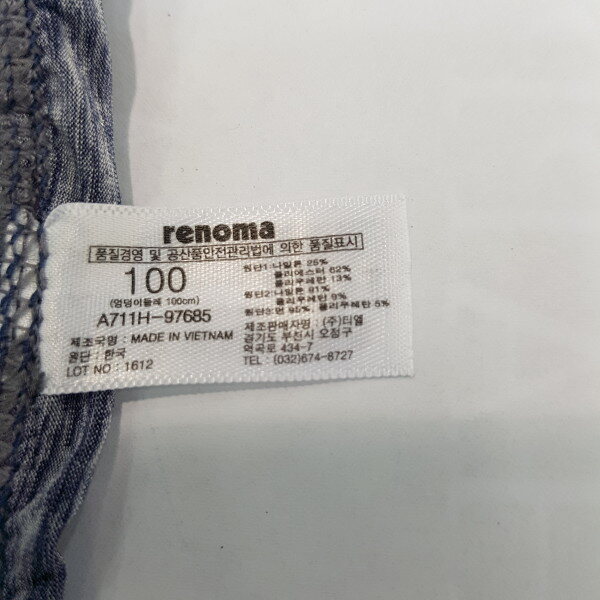 renoma
품질경영 및 공산품안전관리법에 의한 품질표시
100
(엉덩이둘레 100cm)
A711H-97685
제조국명 : MADE IN VIETNAM
원단 : 한국
LOT NO : 1612
원단1:나일론 25%
폴리에스터 62%
폴리우레탄 13%
원단2:나일론 91%
폴리우레탄 9%
원단3:면 95% 폴리우레탄 5%
제조판매자명 : (주)티엘
경기도 부천시 오정구
역곡로 434-7
TEL : (032)674-8727